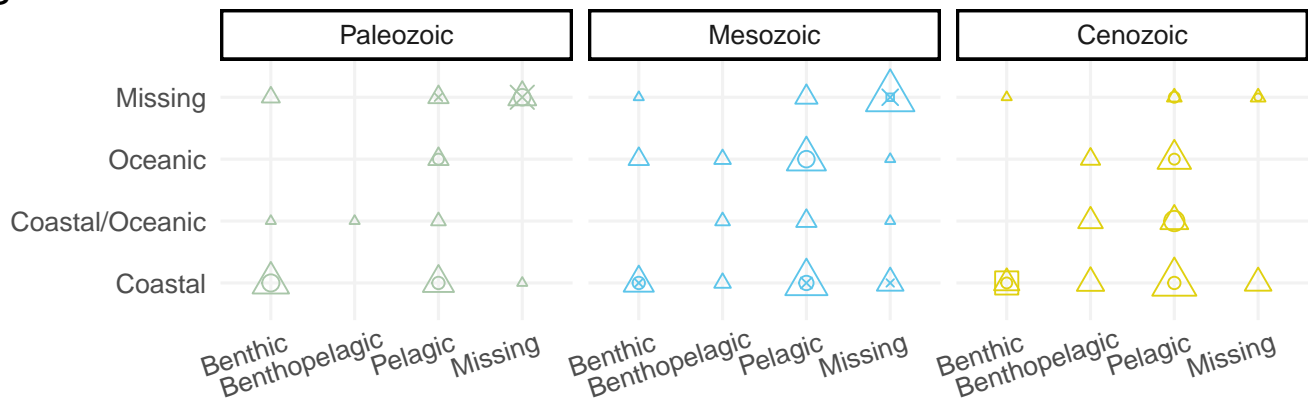 Paleozoic Mesozoic Cenozoic
Missing
Oceanic
Coastal/Oceanic
Coastal
Benthic Benthopelagic Pelagic Missing Benthic Benthopelagic Pelagic Missing Benthic Benthopelagic Pelagic Missing